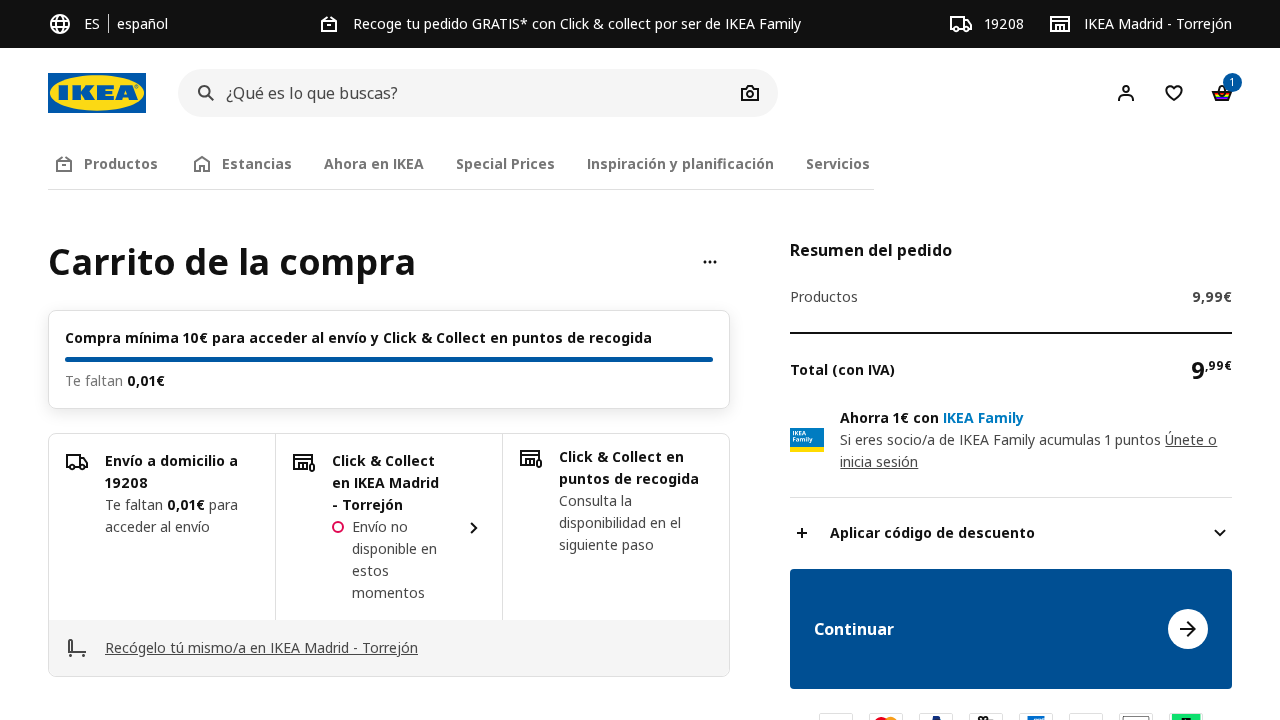 ES
español
Recoge tu pedido GRATIS* con Click & collect por ser de IKEA Family
19208
IKEA Madrid - Torrejón
IKEA
¿Qué es lo que buscas?
1
Productos
Estancias
Ahora en IKEA
Special Prices
Inspiración y planificación
Servicios
Carrito de la compra
Compra mínima 10€ para acceder al envío y Click & Collect en puntos de recogida
Te faltan 0,01€
Envío a domicilio a
19208
Te faltan 0,01€ para
acceder al envío
Click & Collect
en IKEA Madrid
- Torrejón
Envío no
disponible en
estos
momentos
Click & Collect en
puntos de recogida
Consulta la
disponibilidad en el
siguiente paso
Recógelo tú mismo/a en IKEA Madrid - Torrejón
Resumen del pedido
Productos
9,99€
Total (con IVA)
9,99€
IKEA
Family
Ahorra 1€ con IKEA Family
Si eres socio/a de IKEA Family acumulas 1 puntos Únete o
inicia sesión
Aplicar código de descuento
Continuar